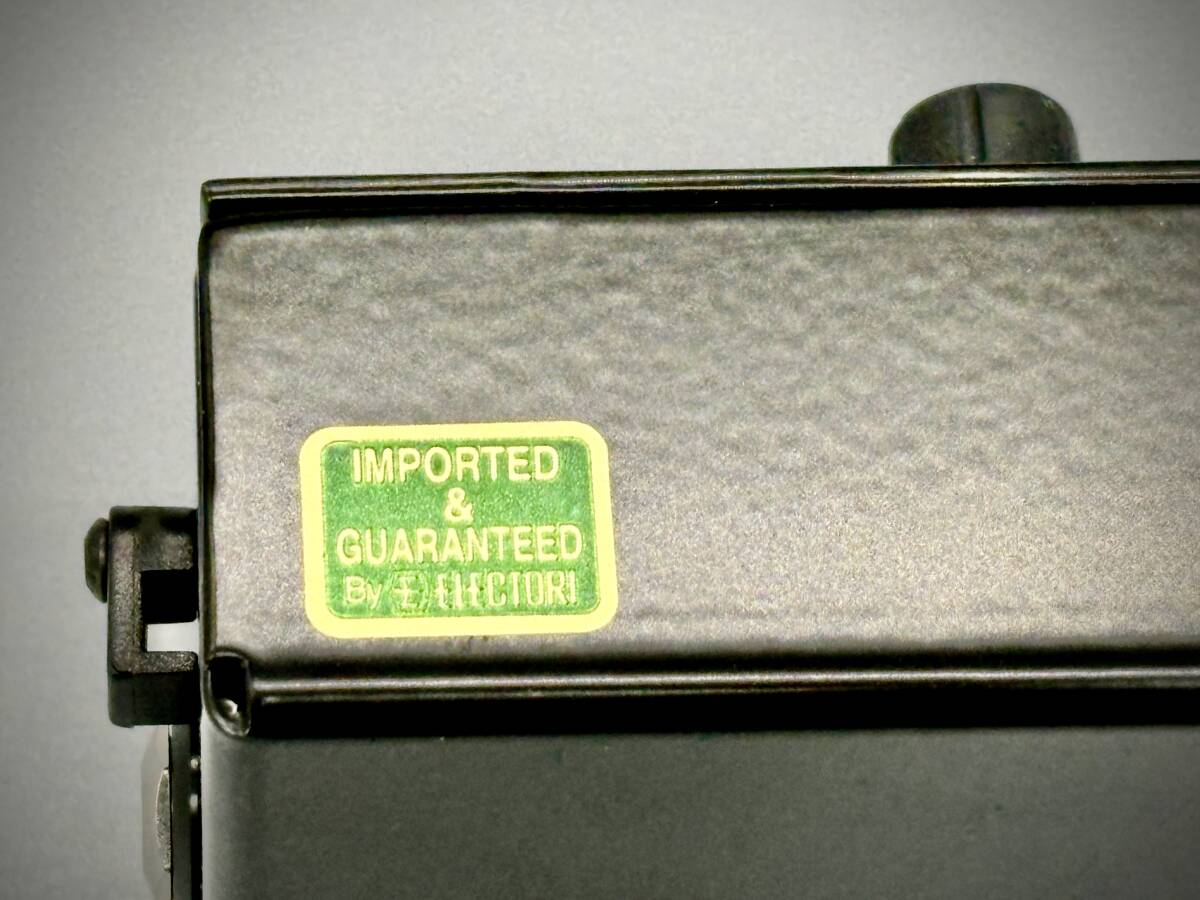 IMPORTED
&
GUARANTEED
By ELECTORI